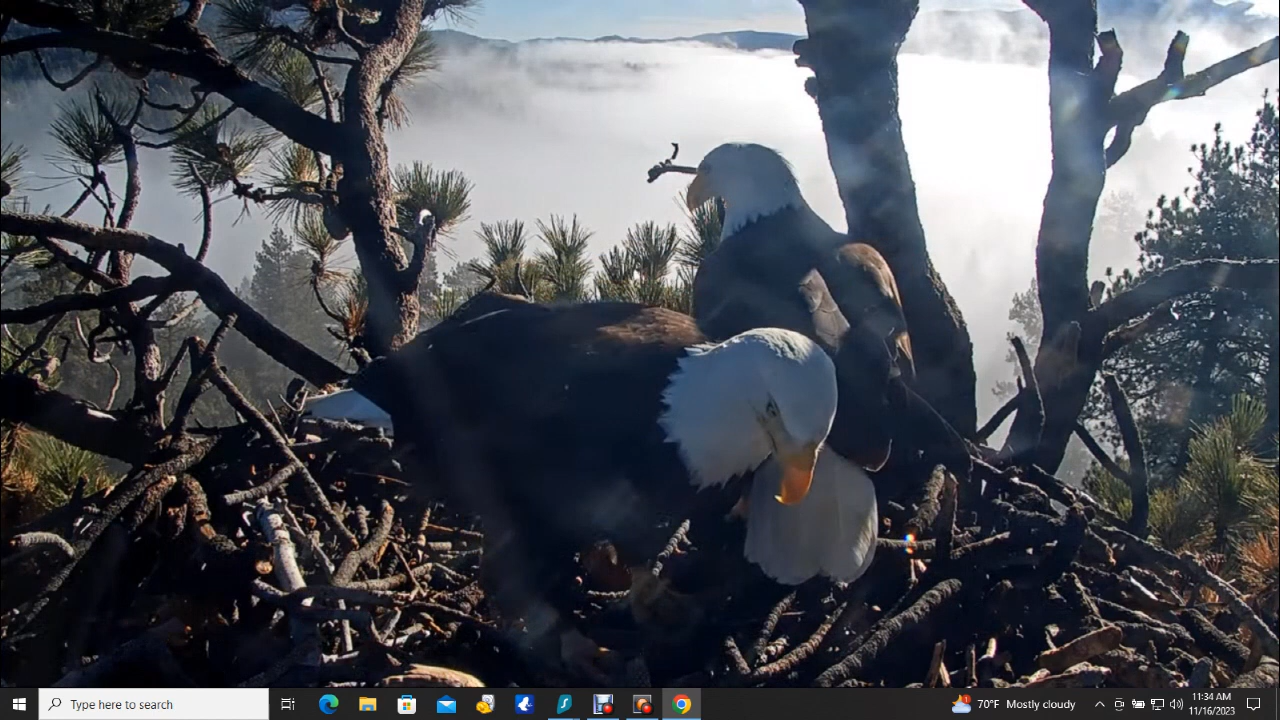 Type here to search
70°F Mostly cloudy
11:34 AM
11/16/2023